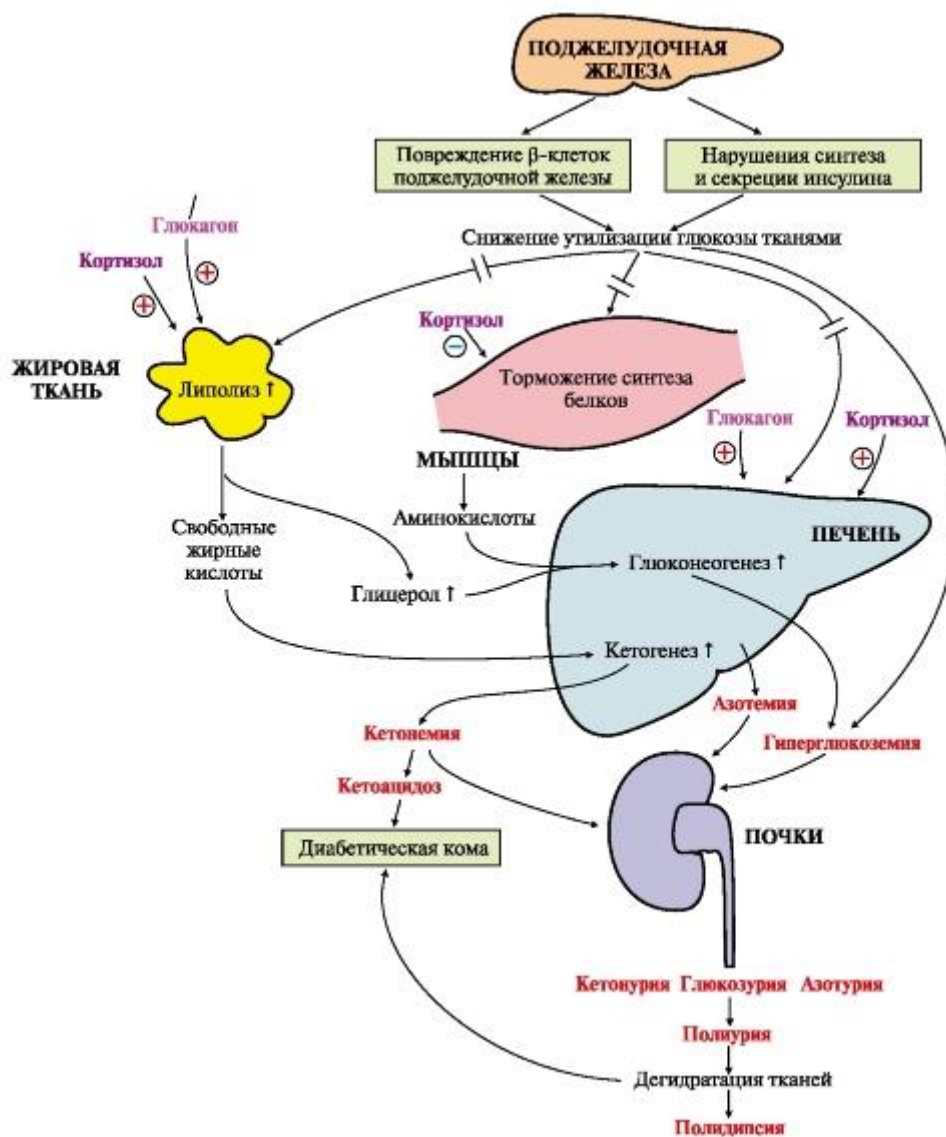 ПОДЖЕЛУДОЧНАЯ
ЖЕЛЕЗА
Повреждение β-клеток
поджелудочной железы
Нарушения синтеза
и секреции инсулина
Снижение утилизации глюкозы тканями
Глюкагон
Кортизол
+
+
ЖИРОВАЯ
ТКАНЬ
Липолиз ↑
Кортизол
−
Торможение синтеза
белков
МЫШЦЫ
Глюкагон
+
Кортизол
+
Аминокислоты
Свободные
жирные
кислоты
Глицерол ↑
ПЕЧЕНЬ
Глюконеогенез ↑
Кетогенез ↑
Азотемия
Кетонемия
Гиперглюкоземия
Кетоацидоз
Диабетическая кома
ПОЧКИ
Кетонурия Глюкозурия Азотурия
Полиурия
Дегидратация тканей
Полидипсия